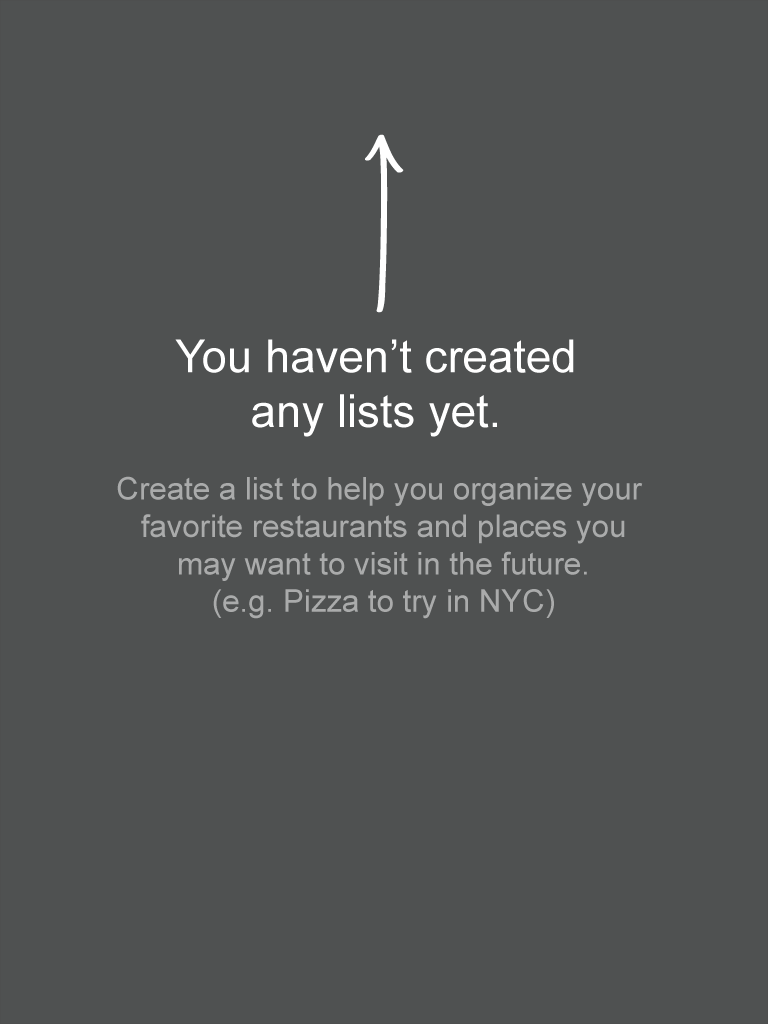 You haven’t created
any lists yet.
Create a list to help you organize your
favorite restaurants and places you
may want to visit in the future.
(e.g. Pizza to try in NYC)